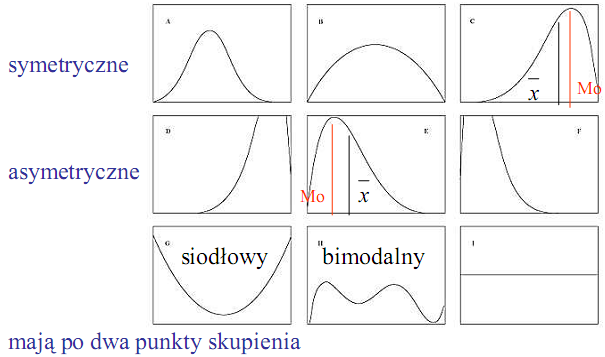 A B C
symetryczne
x̄ Mo
D E F
asymetryczne
Mo x̄
G H I
siodłowy bimodalny
mają po dwa punkty skupienia